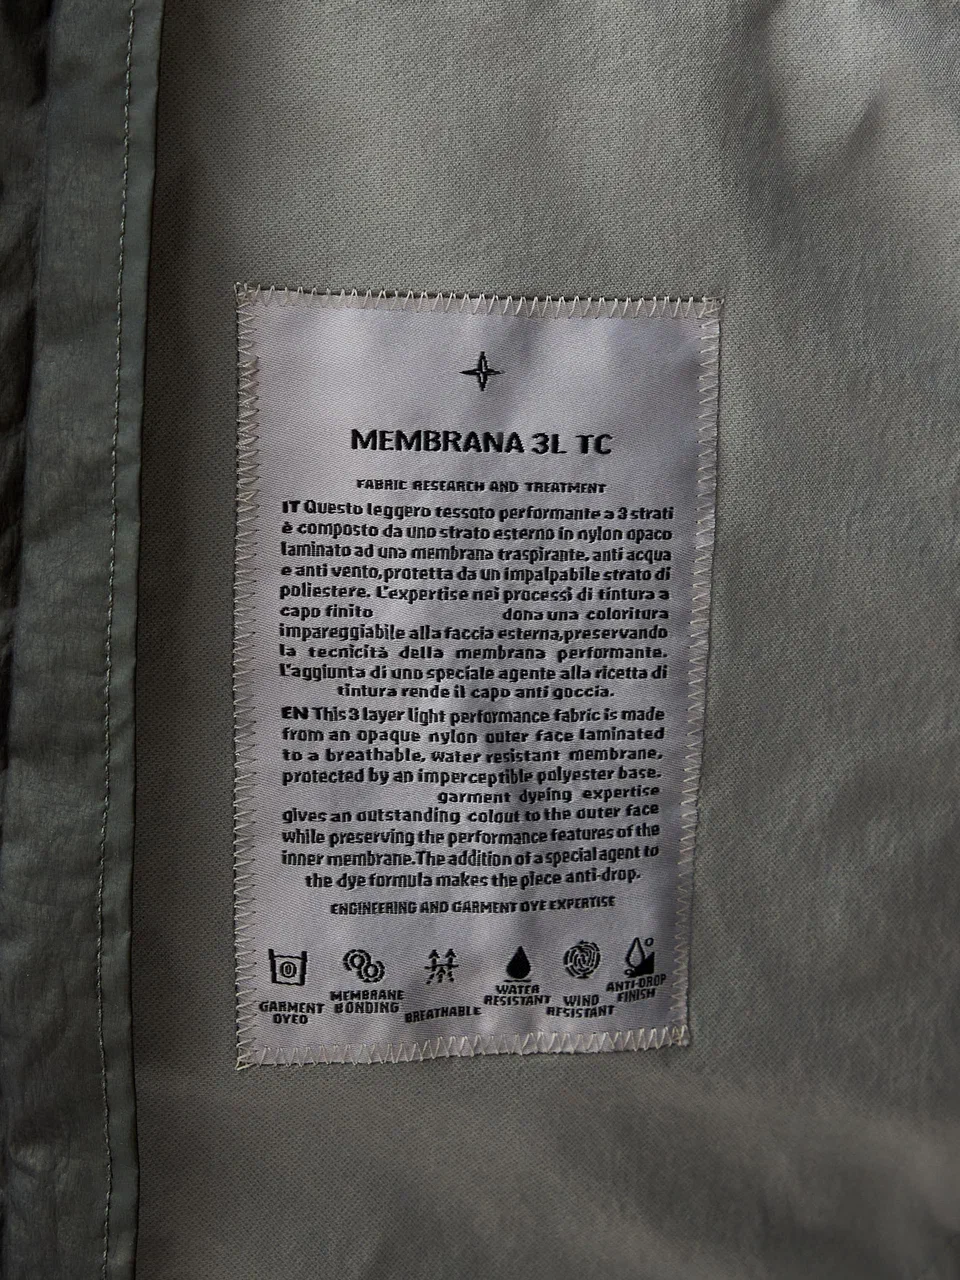 MEMBRANA 3L TC
FABRIC RESEARCH AND TREATMENT
IT Questo leggero tessuto performante a 3 strati
è composto da uno strato esterno in nylon opaco
laminato ad una membrana traspirante, anti acqua
e anti vento, protetta da un impalpabile strato di
poliestere. L'expertise nei processi di tintura a
capo finito dona una coloritura
impareggiabile alla faccia esterna, preservando
la tecnicità della membrana performante.
L'aggiunta di uno speciale agente alla ricetta di
tintura rende il capo anti goccia.
EN This 3 layer light performance fabric is made
from an opaque nylon outer face laminated
to a breathable, water resistant membrane,
protected by an imperceptible polyester base.
garment dyeing expertise
gives an outstanding colour to the outer face
while preserving the performance features of the
inner membrane. The addition of a special agent to
the dye formula makes the piece anti-drop.
ENGINEERING AND GARMENT DYE EXPERTISE
GARMENT DYED
MEMBRANE BONDING
BREATHABLE
WATER RESISTANT
WIND RESISTANT
ANTI-DROP FINISH